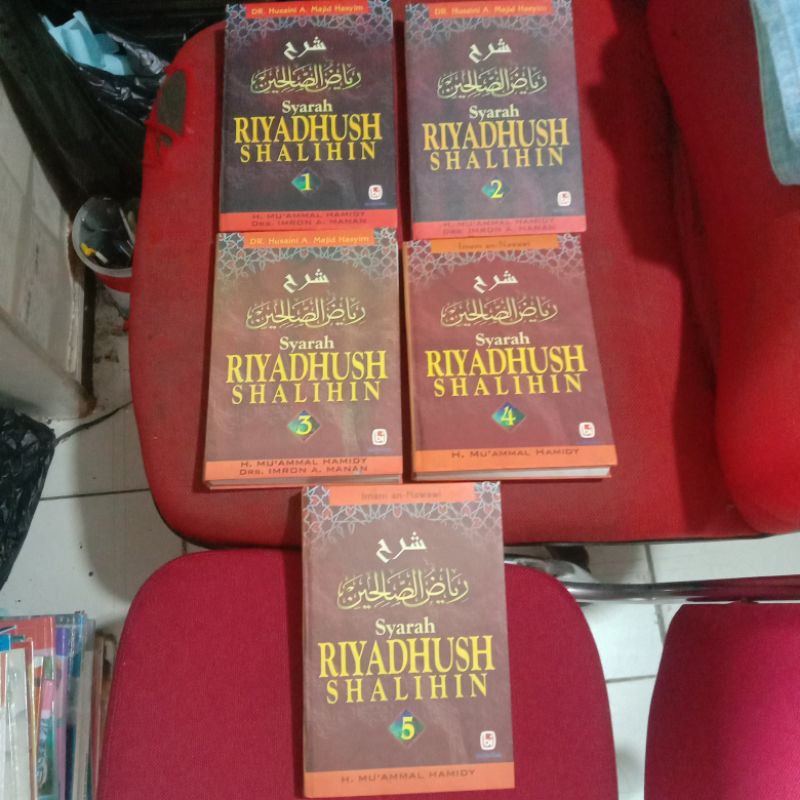 DR. Husaini A. Majid Hasyim
شرح
رياض الصالحين
Syarah
RIYADHUSH
SHALIHIN
1
H. MU'AMMAL HAMIDY
DRS. IMRON A. MANAN
DR. Husaini A. Majid Hasyim
شرح
رياض الصالحين
Syarah
RIYADHUSH
SHALIHIN
2
H. MU'AMMAL HAMIDY
DRS. IMRON A. MANAN
DR. Husaini A. Majid Hasyim
شرح
رياض الصالحين
Syarah
RIYADHUSH
SHALIHIN
3
H. MU'AMMAL HAMIDY
DRS. IMRON A. MANAN
Imam an-Nawawi
شرح
رياض الصالحين
Syarah
RIYADHUSH
SHALIHIN
4
H. MU'AMMAL HAMIDY
Imam an-Nawawi
شرح
رياض الصالحين
Syarah
RIYADHUSH
SHALIHIN
5
H. MU'AMMAL HAMIDY